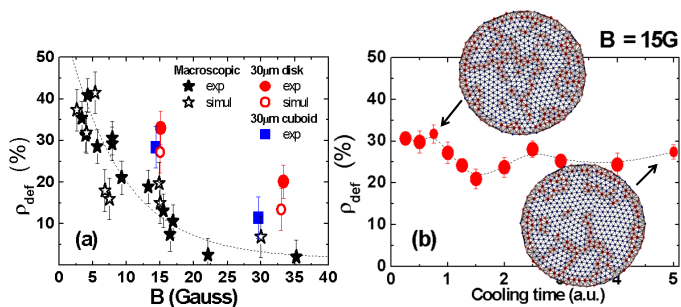 B = 15G
Macroscopic 30μm disk
exp exp
simul simul
30μm cuboid
exp
ρdef (%)
50
40
30
20
10
0
(a)
0 5 10 15 20 25 30 35 40
B (Gauss)
ρdef (%)
50
40
30
20
10
0
(b)
0 1 2 3 4 5
Cooling time (a.u.)